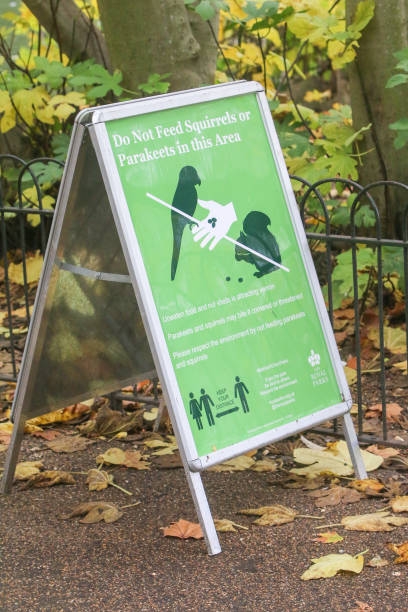 Do Not Feed Squirrels or
Parakeets in this Area
Uneaten food and nut shells is attracting vermin
Parakeets and squirrels may bite if cornered or threatened
Please respect the environment by not feeding parakeets
and squirrels
KEEP
YOUR
DISTANCE
THE
ROYAL
PARKS